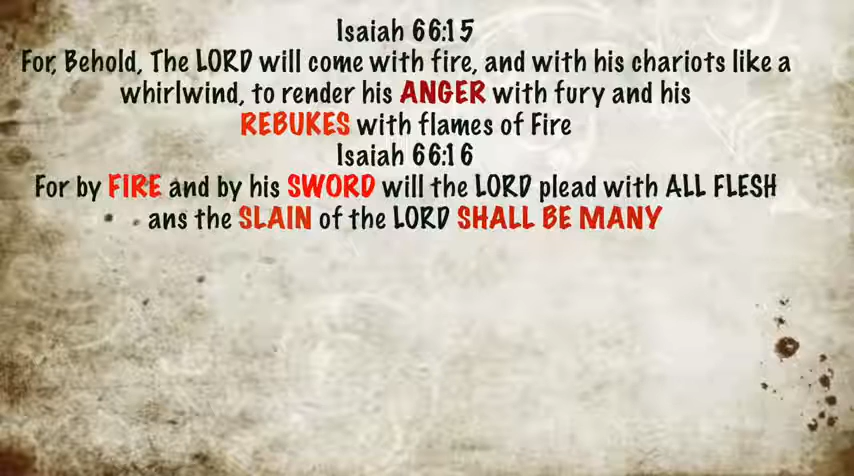 Isaiah 66:15
For, Behold, The LORD will come with fire, and with his chariots like a
whirlwind, to render his ANGER with fury and his
REBUKES with flames of Fire
Isaiah 66:16
For by FIRE and by his SWORD will the LORD plead with ALL FLESH
ans the SLAIN of the LORD SHALL BE MANY